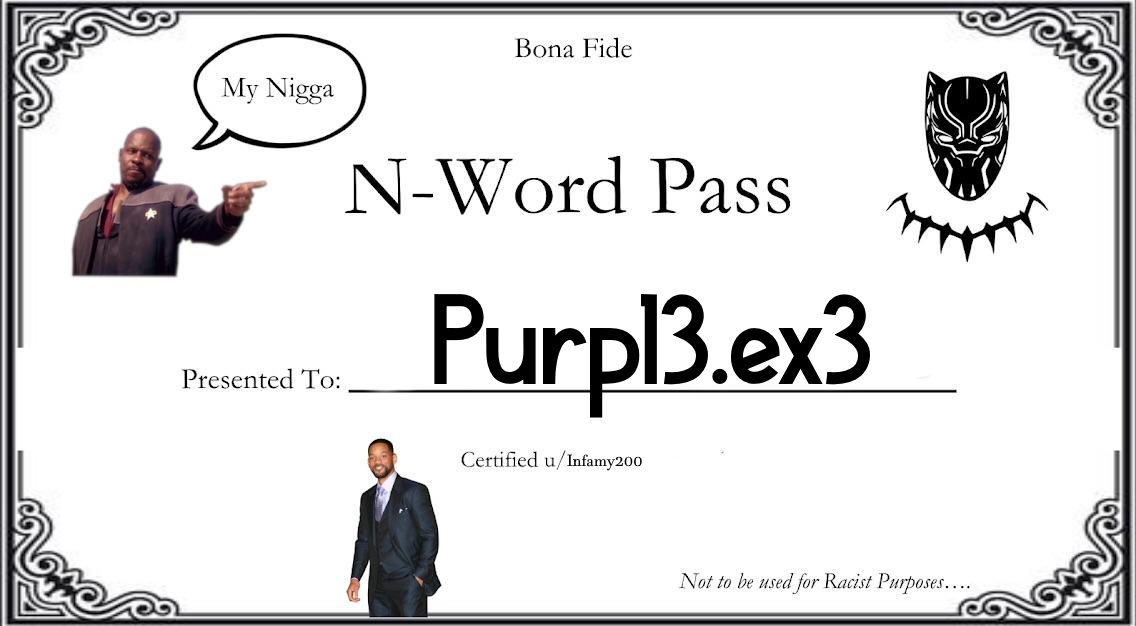 Bona Fide
My Nigga
N-Word Pass
Purpl3.ex3
Presented To:
Certified u/Infamy200
Not to be used for Racist Purposes….